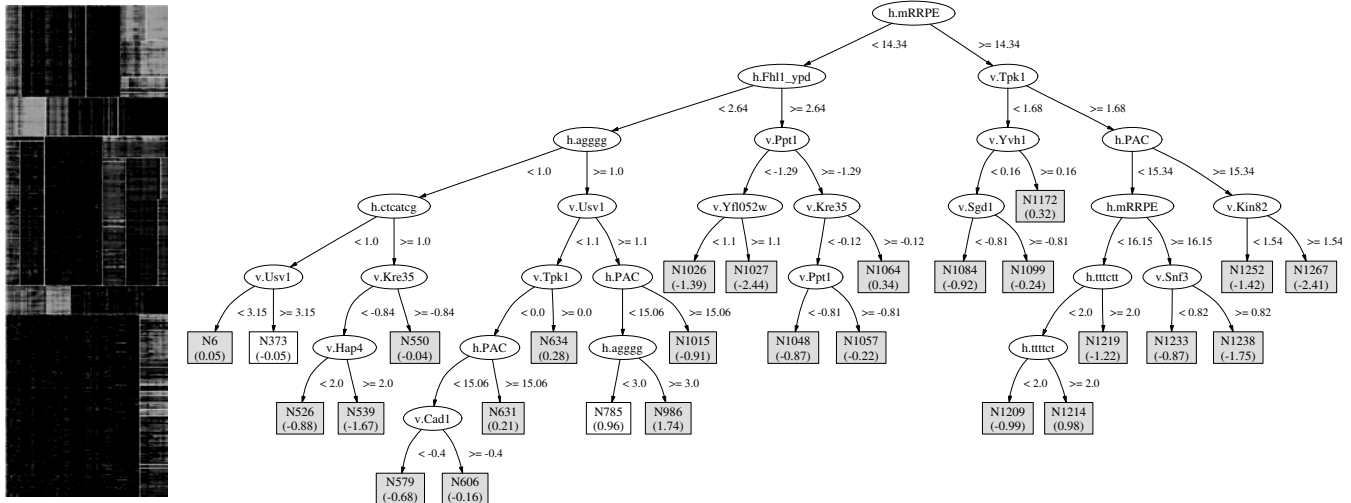 h.mRRPE
< 14.34 >= 14.34
h.Fhl1_ypd v.Tpk1
< 2.64 >= 2.64 < 1.68 >= 1.68
h.agggg v.Ppt1 v.Yvh1 h.PAC
< 1.0 >= 1.0 < -1.29 >= -1.29 < 0.16 >= 0.16 < 15.34 >= 15.34
h.ctcatcg v.Usv1 v.Yfl052w v.Kre35 v.Sgd1 N1172 h.mRRPE v.Kin82
(0.32)
< 1.0 >= 1.0 < 1.1 >= 1.1 < 1.1 >= 1.1 < -0.12 >= -0.12 < -0.81 >= -0.81 < 16.15 >= 16.15 < 1.54 >= 1.54
v.Usv1 v.Kre35 v.Tpk1 h.PAC N1026 N1027 v.Ppt1 N1064 N1084 N1099 h.tttctt v.Snf3 N1252 N1267
(-1.39) (-2.44) (0.34) (-0.92) (-0.24) (-1.42) (-2.41)
< 3.15 >= 3.15 < -0.84 >= -0.84 < 0.0 >= 0.0 < 15.06 >= 15.06 < -0.81 >= -0.81 < 2.0 >= 2.0 < 0.82 >= 0.82
N6 N373 v.Hap4 N550 h.PAC N634 h.agggg N1015 N1048 N1057 h.ttttct N1219 N1233 N1238
(0.05) (-0.05) (-0.04) (0.28) (-0.91) (-0.87) (-0.22) (-1.22) (-0.87) (-1.75)
< 2.0 >= 2.0 < 15.06 >= 15.06 < 3.0 >= 3.0 < 2.0 >= 2.0
N526 N539 v.Cad1 N631 N785 N986 N1209 N1214
(-0.88) (-1.67) (0.21) (0.96) (1.74) (-0.99) (0.98)
< -0.4 >= -0.4
N579 N606
(-0.68) (-0.16)